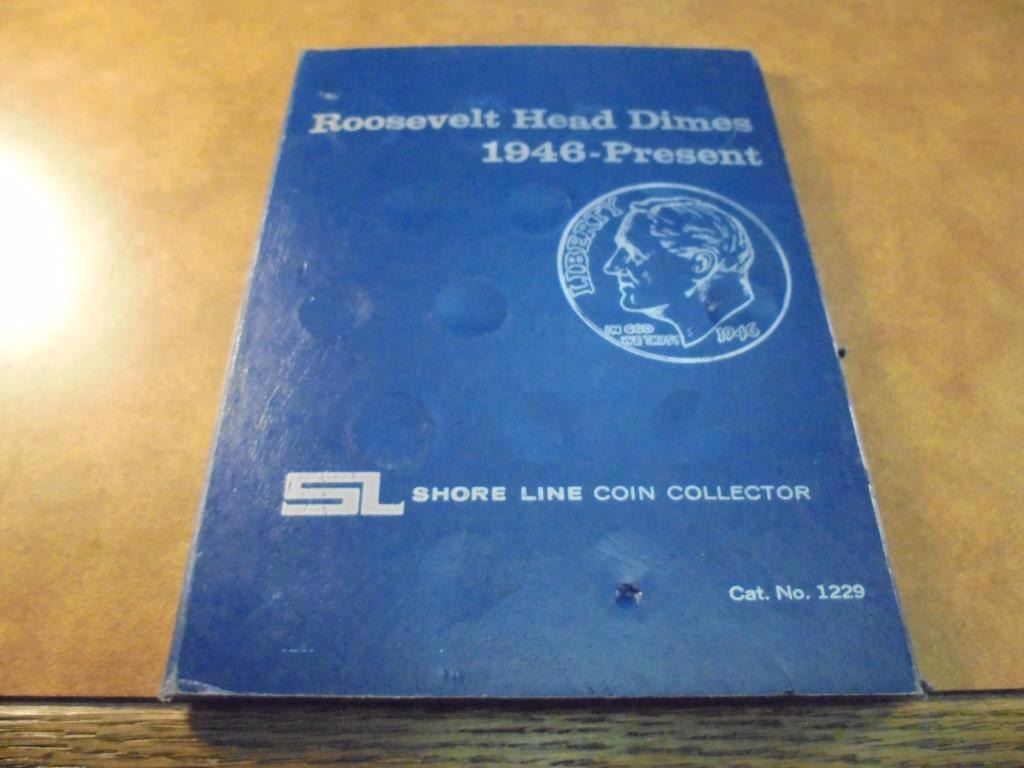 Roosevelt Head Dimes
1946-Present
LIBERTY
IN GOD
WE TRUST
1946
SL SHORE LINE COIN COLLECTOR
Cat. No. 1229